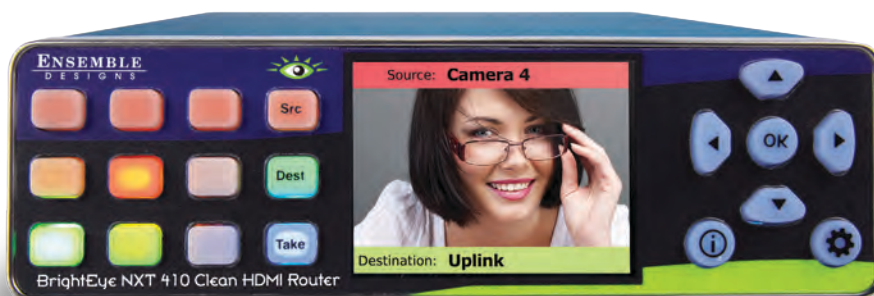 ENSEMBLE
DESIGNS
Src
Dest
Take
BrightEye NXT 410 Clean HDMI Router
Source: Camera 4
Destination: Uplink
OK
i